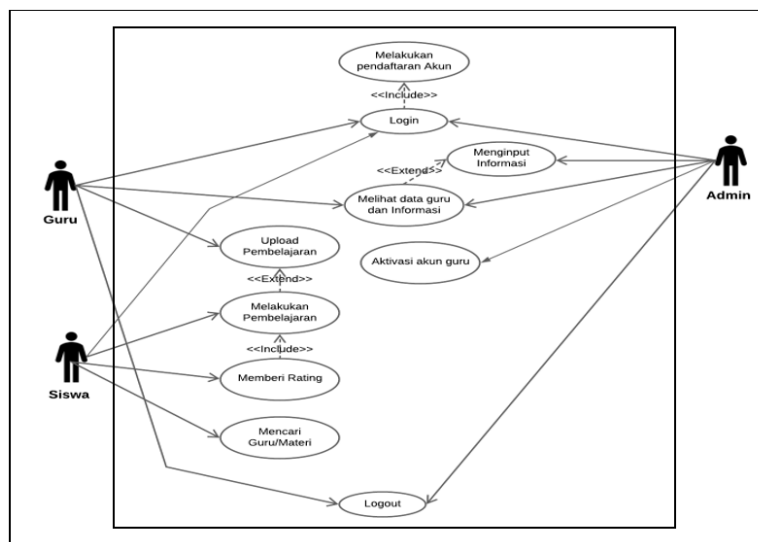 Melakukan
pendaftaran Akun
<<Include>>
Login
Menginput
Informasi
<<Extend>>
Guru
Admin
Melihat data guru
dan Informasi
Upload
Pembelajaran
Aktivasi akun guru
<<Extend>>
Melakukan
Pembelajaran
<<Include>>
Siswa
Memberi Rating
Mencari
Guru/Materi
Logout